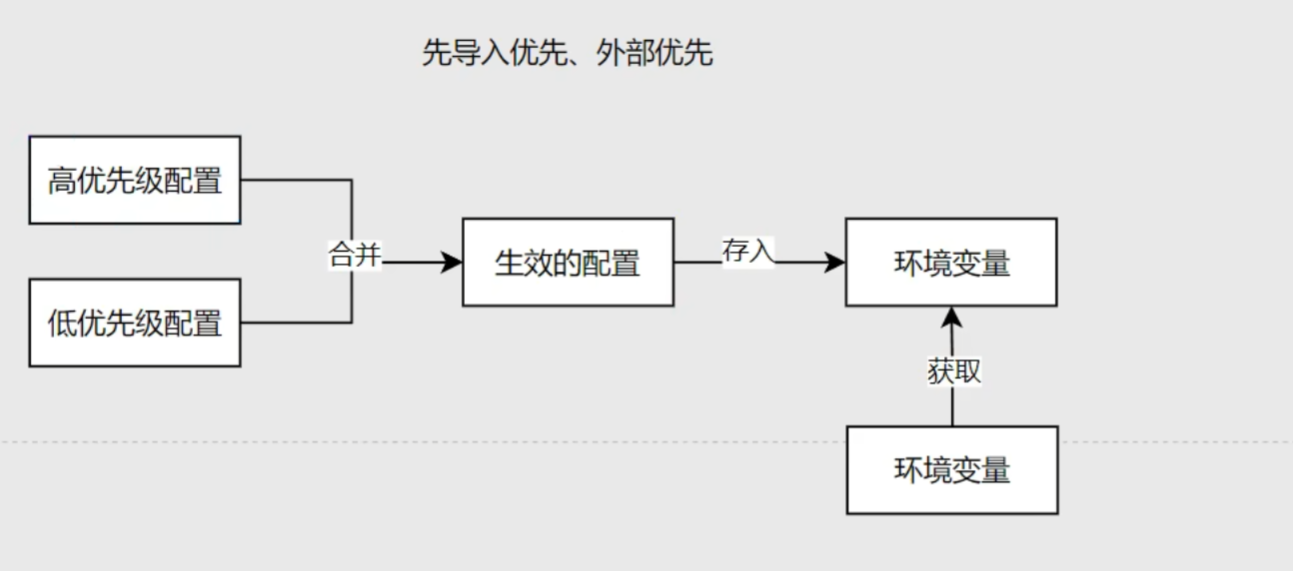 先导入优先、外部优先
高优先级配置
合并
低优先级配置
生效的配置
存入
环境变量
获取
环境变量